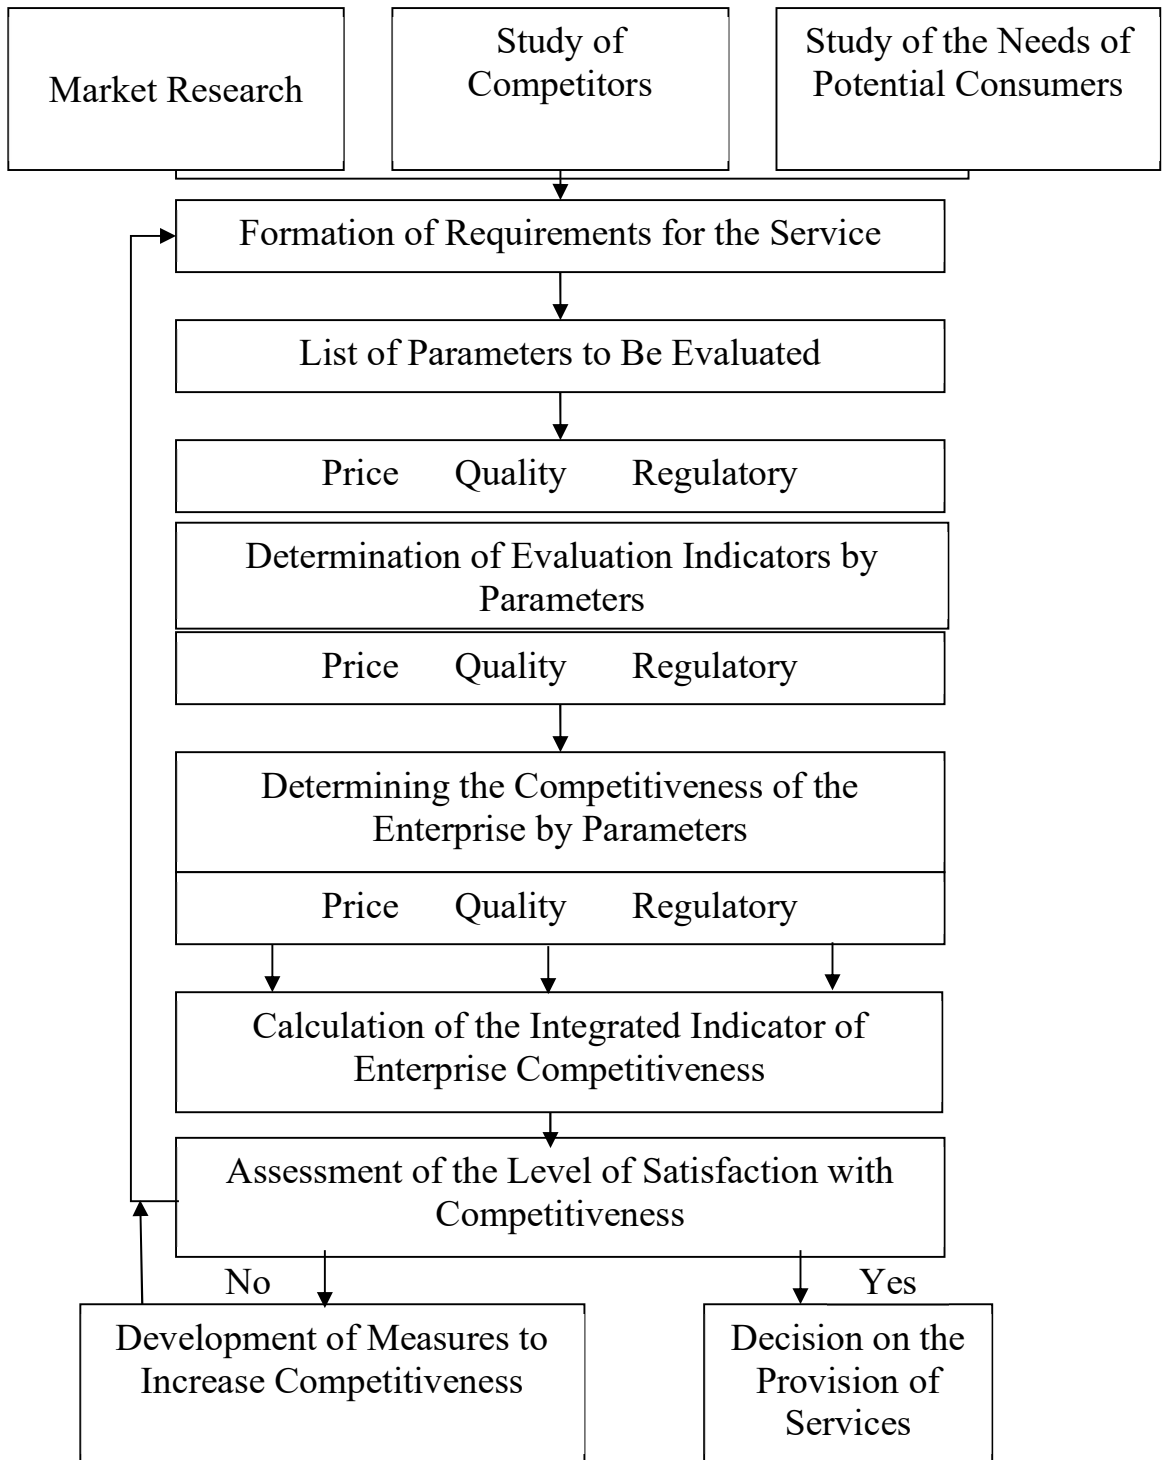 Market Research
Study of
Competitors
Study of the Needs of
Potential Consumers
Formation of Requirements for the Service
List of Parameters to Be Evaluated
Price Quality Regulatory
Determination of Evaluation Indicators by
Parameters
Price Quality Regulatory
Determining the Competitiveness of the
Enterprise by Parameters
Price Quality Regulatory
Calculation of the Integrated Indicator of
Enterprise Competitiveness
Assessment of the Level of Satisfaction with
Competitiveness
No
Yes
Development of Measures to
Increase Competitiveness
Decision on the
Provision of
Services